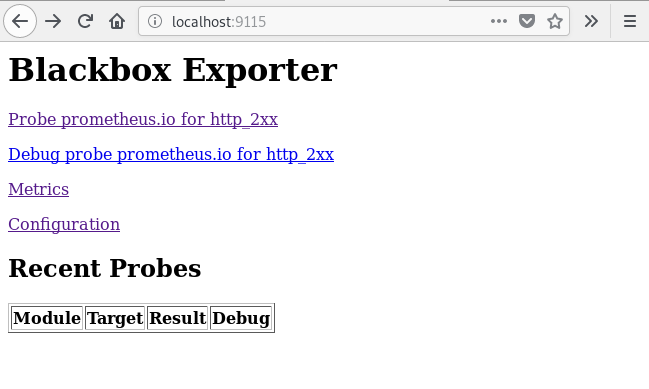 localhost:9115
Blackbox Exporter
Probe prometheus.io for http_2xx
Debug probe prometheus.io for http_2xx
Metrics
Configuration
Recent Probes
Module Target Result Debug